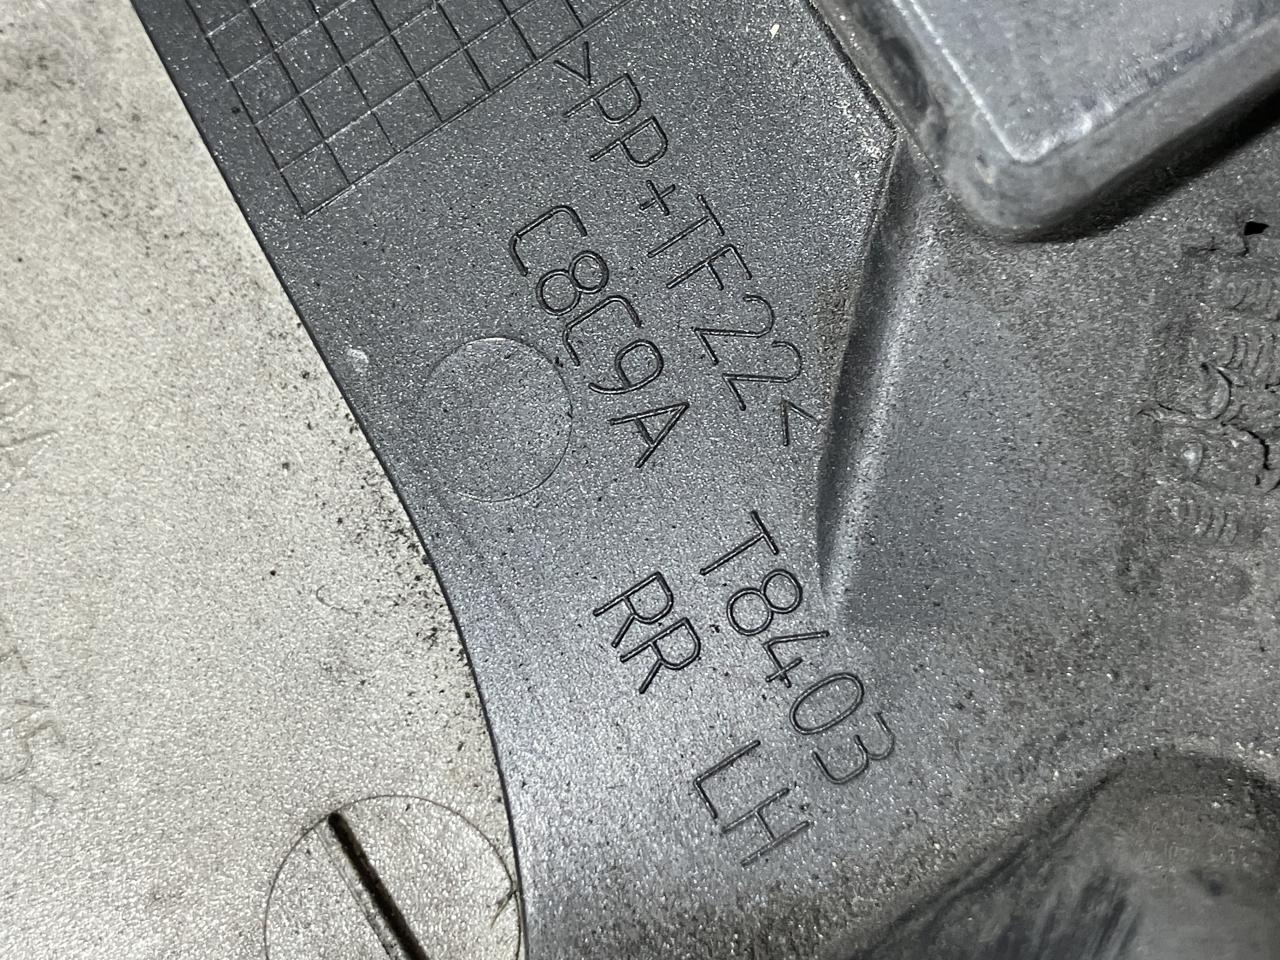 >PP+TF22<
C8C9A
T8403
RR LH